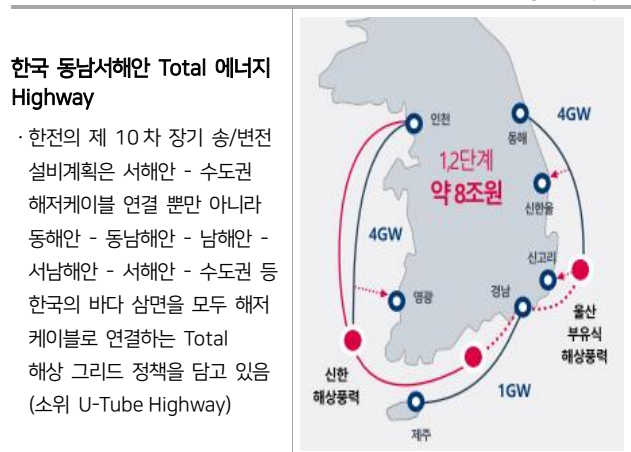 한국 동남서해안 Total 에너지
Highway
· 한전의 제 10차 장기 송/변전
설비계획은 서해안 - 수도권
해저케이블 연결 뿐만 아니라
동해안 - 동남해안 - 남해안 -
서남해안 - 서해안 - 수도권 등
한국의 바다 삼면을 모두 해저
케이블로 연결하는 Total
해상 그리드 정책을 담고 있음
(소위 U-Tube Highway)
인천
동해
4GW
1,2단계
약 8조원
신한울
4GW
신고리
영광
경남
울산
부유식
해상풍력
신한
해상풍력
1GW
제주